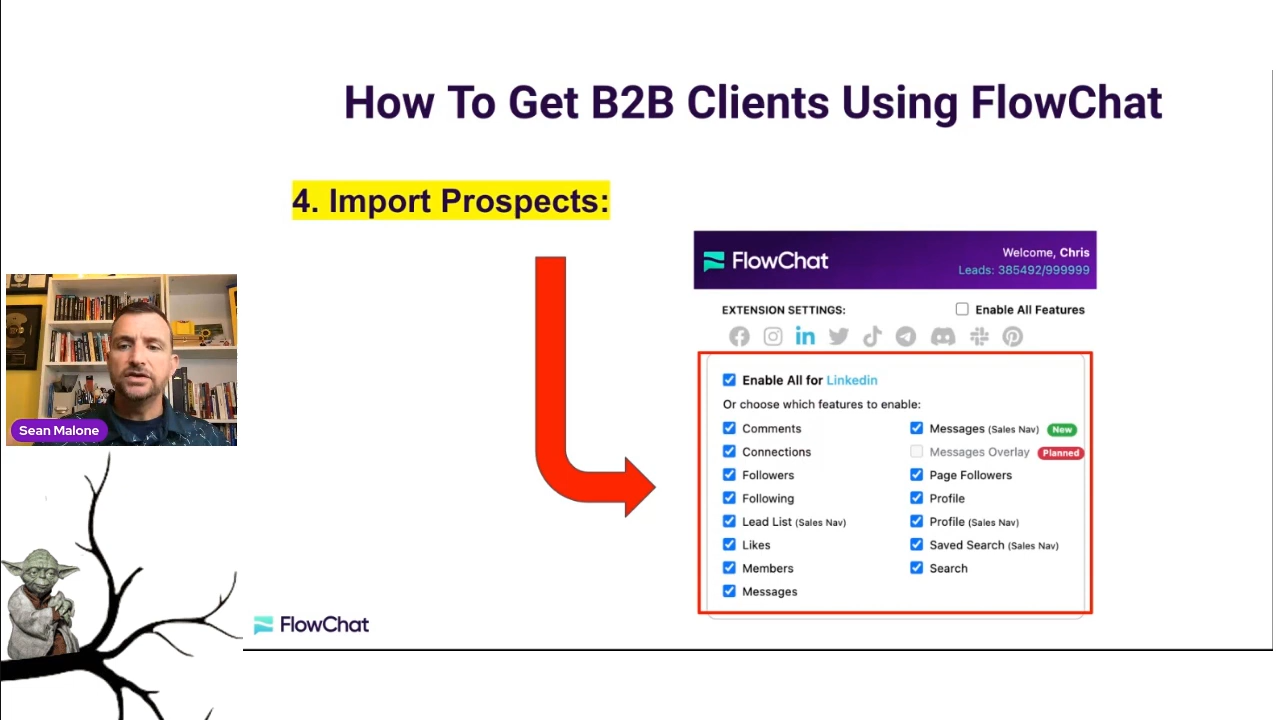 How To Get B2B Clients Using FlowChat
4. Import Prospects:
FlowChat
Welcome, Chris
Leads: 385492/999999
EXTENSION SETTINGS:
Enable All Features
Enable All for Linkedin
Or choose which features to enable:
Comments
Connections
Followers
Following
Lead List (Sales Nav)
Likes
Members
Messages
Messages (Sales Nav) New
Messages Overlay Planned
Page Followers
Profile
Profile (Sales Nav)
Saved Search (Sales Nav)
Search
Sean Malone
FlowChat